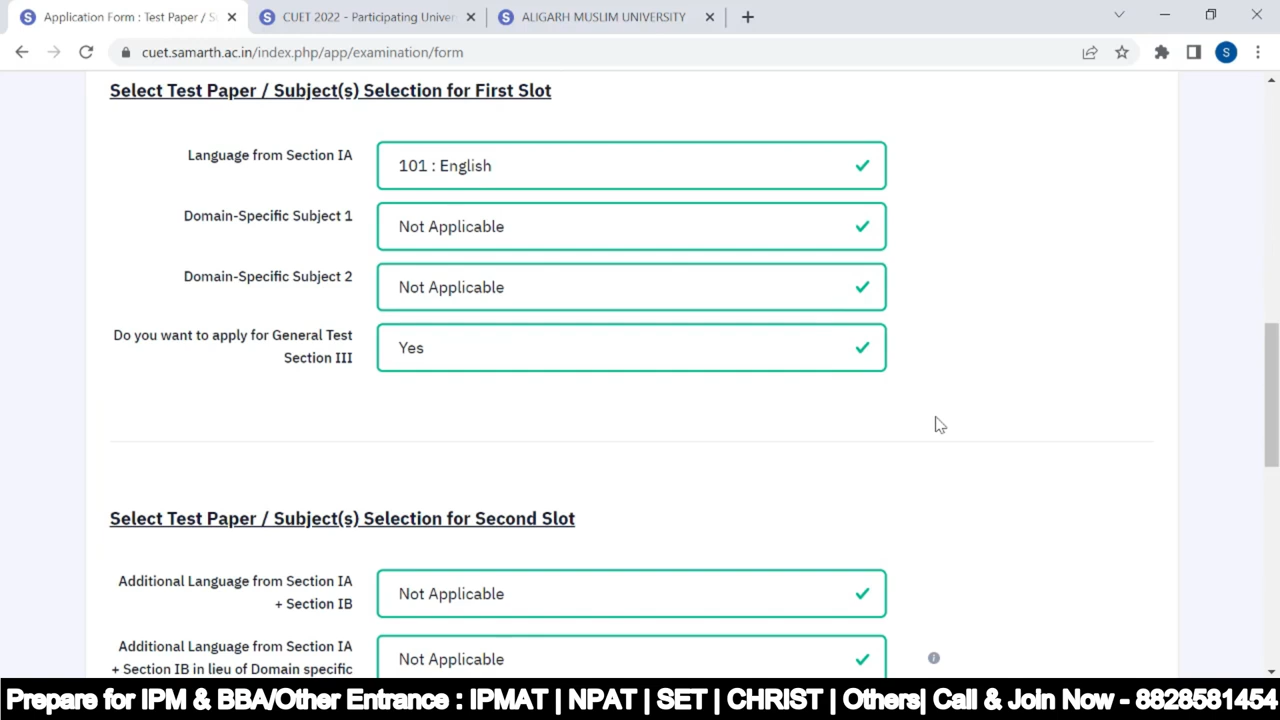 Application Form : Test Paper / S
CUET 2022 - Participating Univer
ALIGARH MUSLIM UNIVERSITY
cuet.samarth.ac.in/index.php/app/examination/form
S
Select Test Paper / Subject(s) Selection for First Slot
Language from Section IA
101 : English
Domain-Specific Subject 1
Not Applicable
Domain-Specific Subject 2
Not Applicable
Do you want to apply for General Test
Section III
Yes
Select Test Paper / Subject(s) Selection for Second Slot
Additional Language from Section IA
+ Section IB
Not Applicable
Additional Language from Section IA
+ Section IB in lieu of Domain specific
Not Applicable
Prepare for IPM & BBA/Other Entrance : IPMAT | NPAT | SET | CHRIST | Others| Call & Join Now - 8828581454